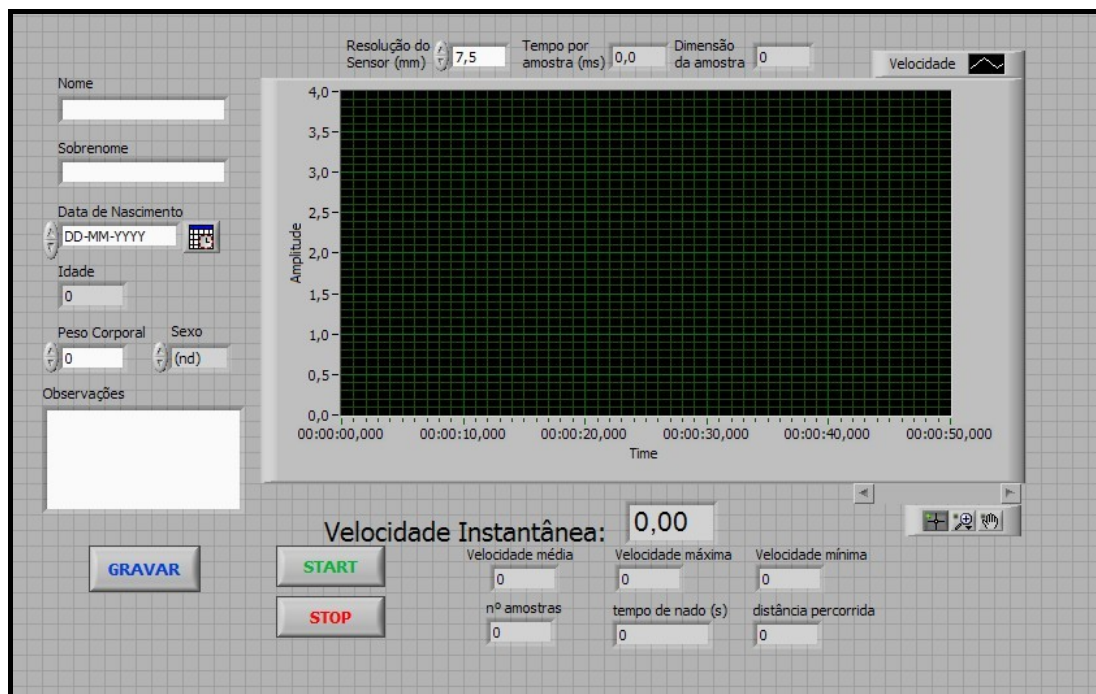 Resolução do
Sensor (mm)
7,5
Tempo por
amostra (ms)
0,0
Dimensão
da amostra
0
Velocidade
Nome
Sobrenome
Data de Nascimento
DD-MM-YYYY
Idade
0
Peso Corporal
0
Sexo
(nd)
Observações
Amplitude
4,0
3,5
3,0
2,5
2,0
1,5
1,0
0,5
0,0
00:00:00,000 00:00:10,000 00:00:20,000 00:00:30,000 00:00:40,000 00:00:50,000
Time
Velocidade Instantânea: 0,00
GRAVAR
START
STOP
Velocidade média
0
Velocidade máxima
0
Velocidade mínima
0
nº amostras
0
tempo de nado (s)
0
distância percorrida
0